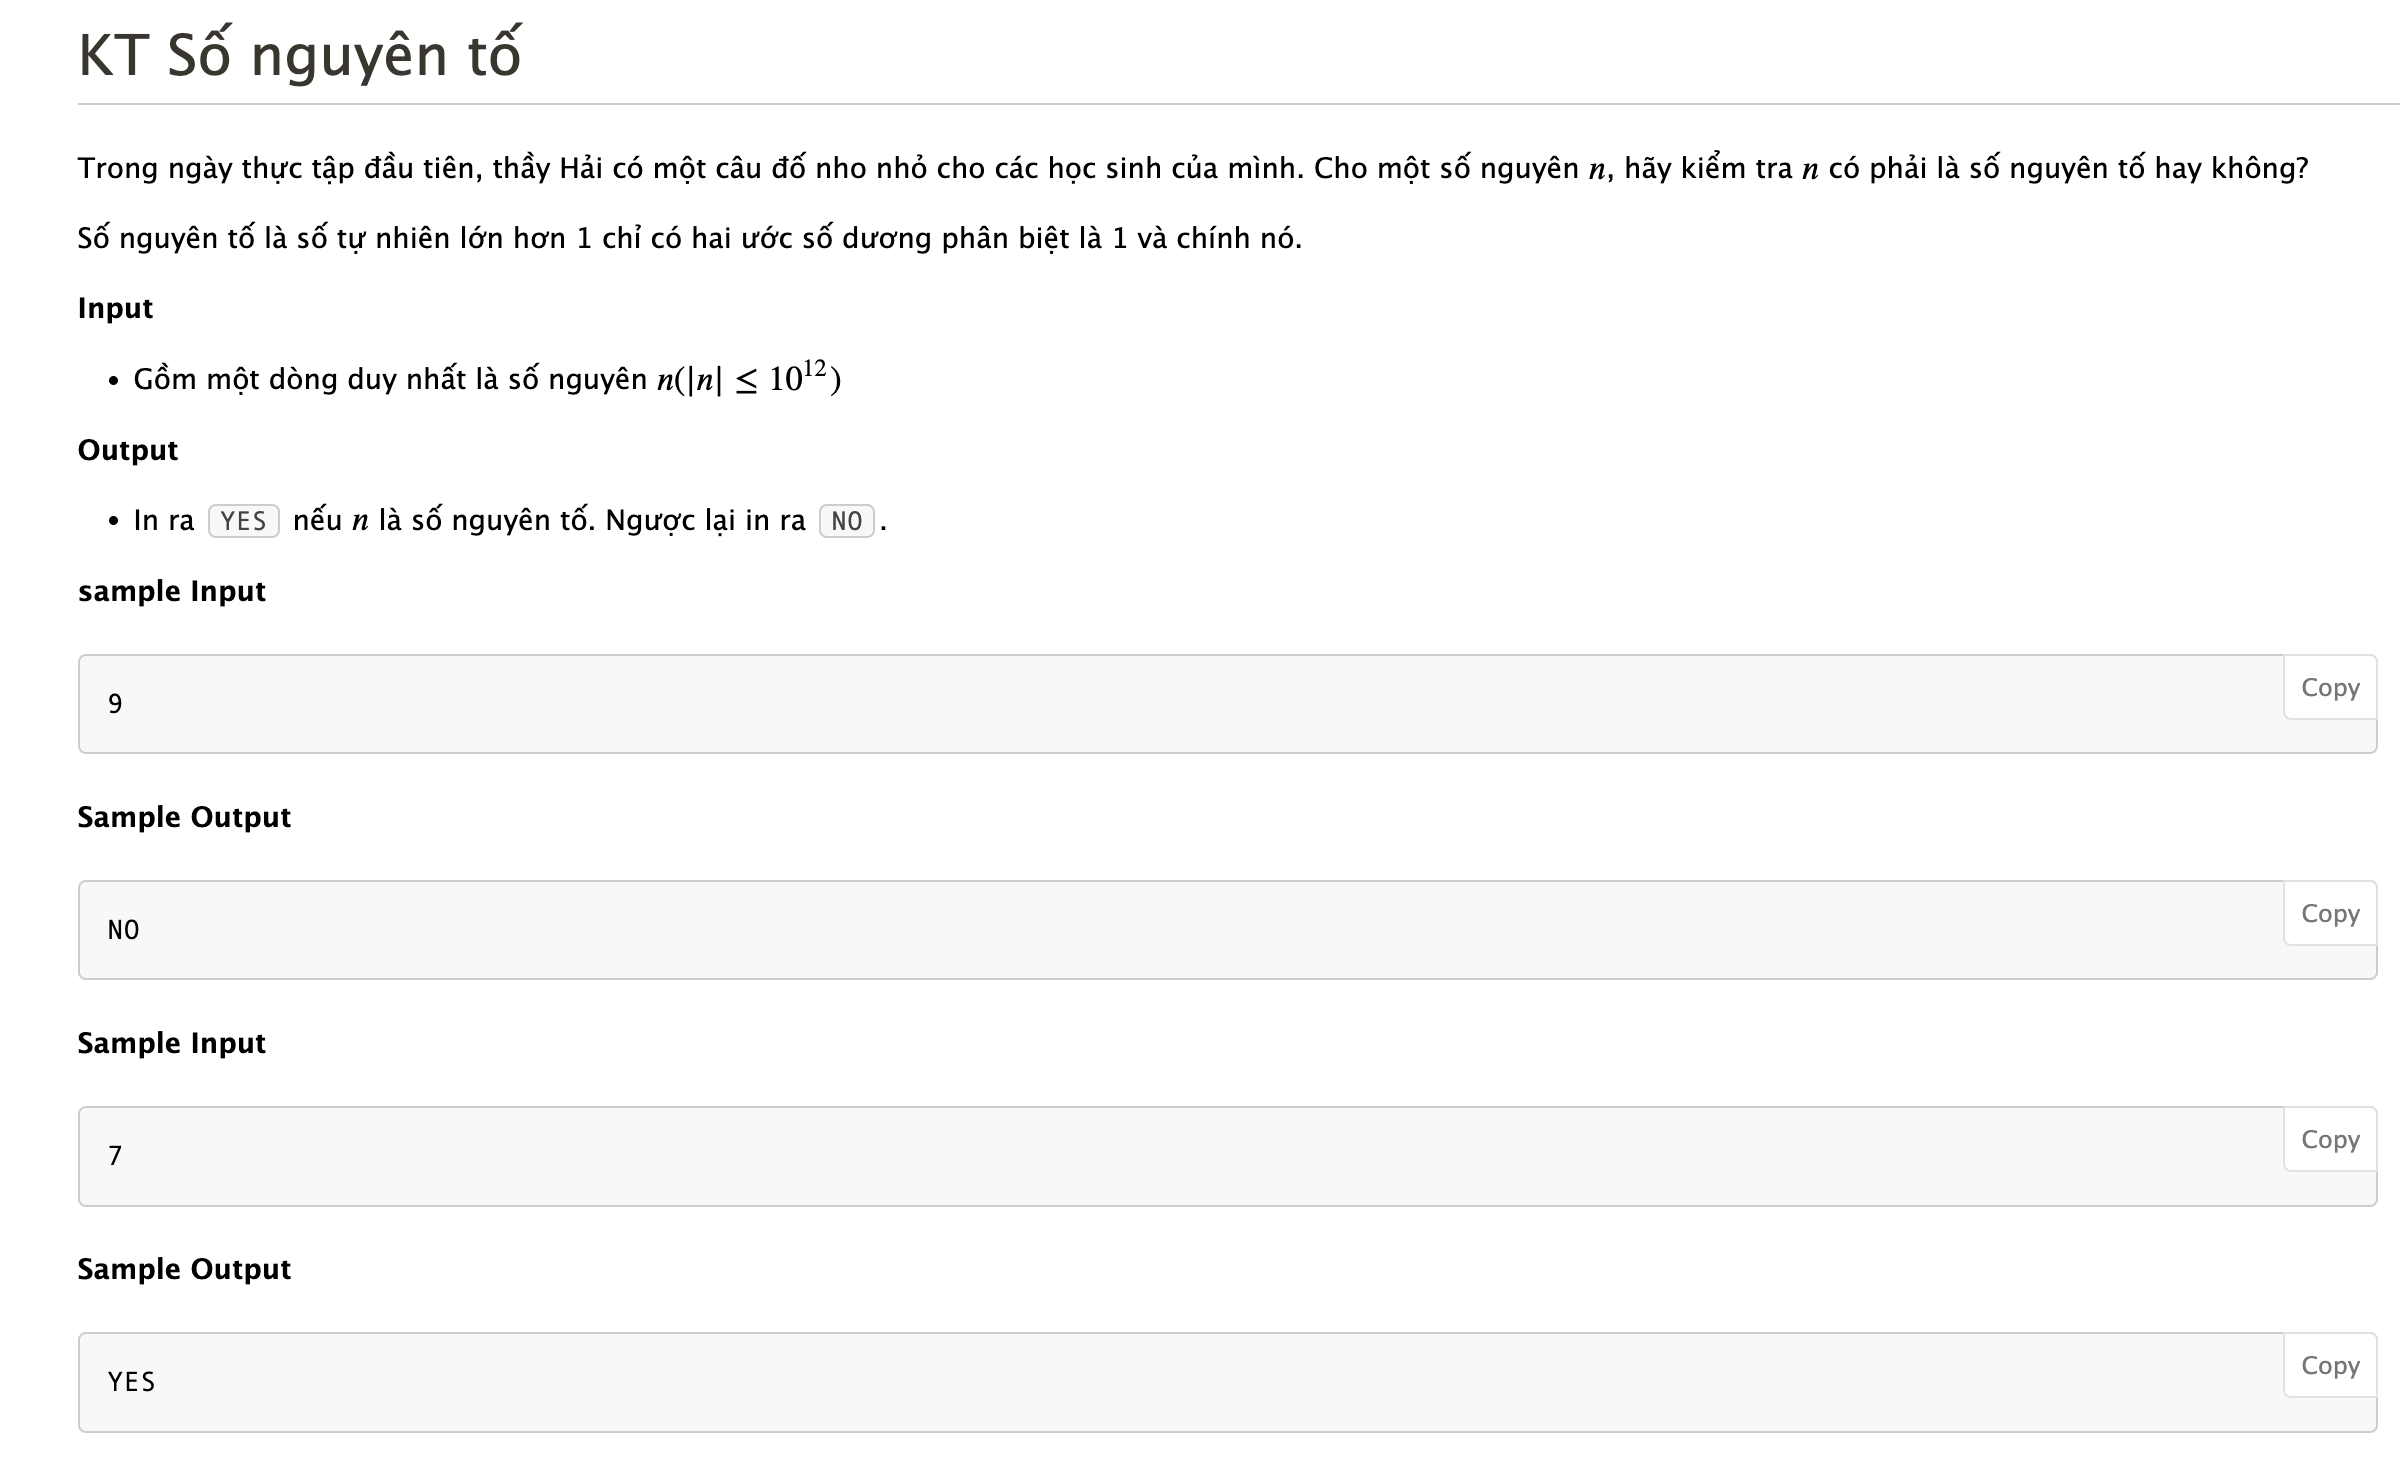 KT Số nguyên tố
Trong ngày thực tập đầu tiên, thầy Hải có một câu đố nho nhỏ cho các học sinh của mình. Cho một số nguyên n, hãy kiểm tra n có phải là số nguyên tố hay không?
Số nguyên tố là số tự nhiên lớn hơn 1 chỉ có hai ước số dương phân biệt là 1 và chính nó.
Input
• Gồm một dòng duy nhất là số nguyên n(|n| ≤ 10¹²)
Output
• In ra YES nếu n là số nguyên tố. Ngược lại in ra NO.
sample Input
Copy
9
Sample Output
Copy
NO
Sample Input
Copy
7
Sample Output
Copy
YES